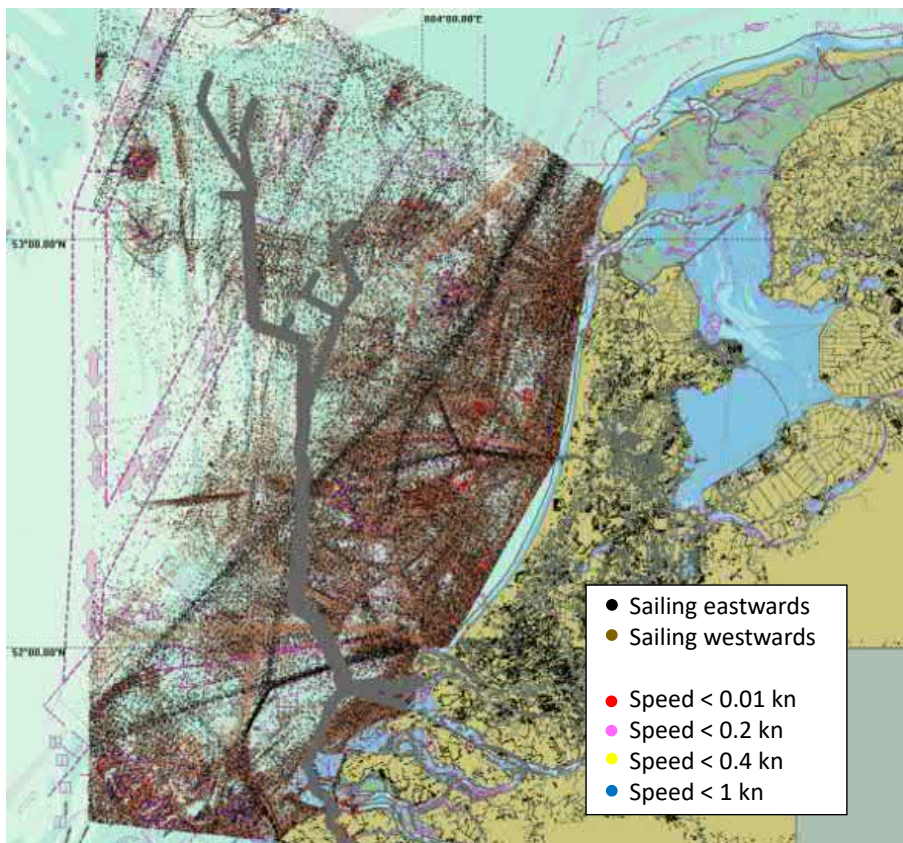 004°00.00'E
53°00.00'N
52°00.00'N
Sailing eastwards
Sailing westwards
Speed < 0.01 kn
Speed < 0.2 kn
Speed < 0.4 kn
Speed < 1 kn